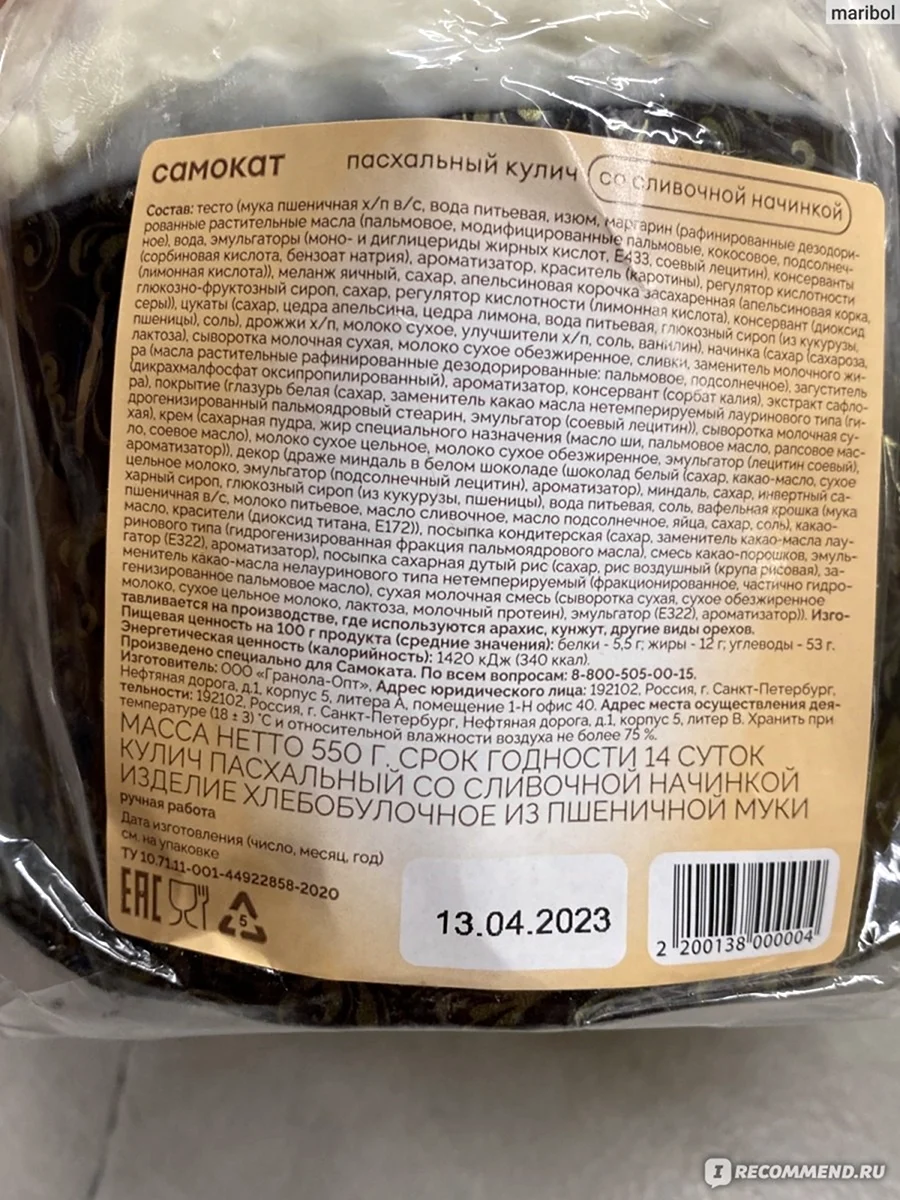 maribol
самокат
пасхальный кулич со сливочной начинкой
Состав: тесто (мука пшеничная х/п в/с, вода питьевая, изюм, маргарин (рафинированные дезодори-
рованные растительные масла (пальмовое, модифицированные пальмовые, кокосовое, подсолнеч-
ное), вода, эмульгаторы (моно- и диглицериды жирных кислот, Е433, соевый лецитин), консерванты
(сорбиновая кислота, бензоат натрия), ароматизатор, краситель (каротины), регулятор кислотности
(лимонная кислота)), меланж яичный, сахар, апельсиновая корочка засахаренная (апельсиновая корка,
глюкозно-фруктозный сироп, сахар, регулятор кислотности (лимонная кислота), консервант (диоксид
серы)), цукаты (сахар, цедра апельсина, цедра лимона, вода питьевая, глюкозный сироп (из кукурузы,
пшеницы), соль), дрожжи х/п, молоко сухое, улучшители х/п, соль, ванилин), начинка (сахар (сахароза,
лактоза), сыворотка молочная сухая, молоко сухое обезжиренное, сливки, заменитель молочного жи-
ра (масла растительные рафинированные дезодорированные: пальмовое, подсолнечное), загуститель
(дикрахмалфосфат оксипропилированный), ароматизатор, консервант (сорбат калия), экстракт сафло-
ра), покрытие (глазурь белая (сахар, заменитель какао масла нетемперируемый лауринового типа (ги-
дрогенизированный пальмоядровый стеарин, эмульгатор (соевый лецитин)), сыворотка молочная су-
хая), крем (сахарная пудра, жир специального назначения (масло ши, пальмовое масло, рапсовое мас-
ло, соевое масло), молоко сухое цельное, молоко сухое обезжиренное, эмульгатор (лецитин соевый),
ароматизатор)), декор (драже миндаль в белом шоколаде (шоколад белый (сахар, какао-масло, сухое
цельное молоко, эмульгатор (подсолнечный лецитин), ароматизатор), миндаль, сахар, инвертный са-
харный сироп, глюкозный сироп (из кукурузы, пшеницы), вода питьевая, соль, вафельная крошка (мука
пшеничная в/с, молоко питьевое, масло сливочное, масло подсолнечное, яйца, сахар, соль), какао-
масло, красители (диоксид титана, Е172)), посыпка кондитерская (сахар, заменитель какао-масла лау-
ринового типа (гидрогенизированная фракция пальмоядрового масла), смесь какао-порошков, эмуль-
гатор (Е322), ароматизатор), посыпка сахарная дутый рис (сахар, рис воздушный (крупа рисовая), за-
менитель какао-масла нелауринового типа нетемперируемый (фракционированное, частично гидро-
генизированное пальмовое масло), сухая молочная смесь (сыворотка сухая, сухое обезжиренное
молоко, сухое цельное молоко, лактоза, молочный протеин), эмульгатор (Е322), ароматизатор)). Изго-
тавливается на производстве, где используются арахис, кунжут, другие виды орехов.
Пищевая ценность на 100 г продукта (средние значения): белки - 5,5 г; жиры - 12 г; углеводы - 53 г.
Энергетическая ценность (калорийность): 1420 кДж (340 ккал).
Произведено специально для Самоката. По всем вопросам: 8-800-505-00-15.
Изготовитель: ООО «Гранола-Опт», Адрес юридического лица: 192102, Россия, г. Санкт-Петербург,
Нефтяная дорога, д.1, корпус 5, литера А, помещение 1-Н офис 40. Адрес места осуществления дея-
тельности: 192102, Россия, г. Санкт-Петербург, Нефтяная дорога, д.1, корпус 5, литер В. Хранить при
температуре (18 ± 3) °С и относительной влажности воздуха не более 75 %.
МАССА НЕТТО 550 Г. СРОК ГОДНОСТИ 14 СУТОК
КУЛИЧ ПАСХАЛЬНЫЙ СО СЛИВОЧНОЙ НАЧИНКОЙ
ИЗДЕЛИЕ ХЛЕБОБУЛОЧНОЕ ИЗ ПШЕНИЧНОЙ МУКИ
ручная работа
Дата изготовления (число, месяц, год)
см. на упаковке
ТУ 10.71.11-001-44922858-2020
ЕАС
5
13.04.2023
2 200138 000004
IRECOMMEND.RU